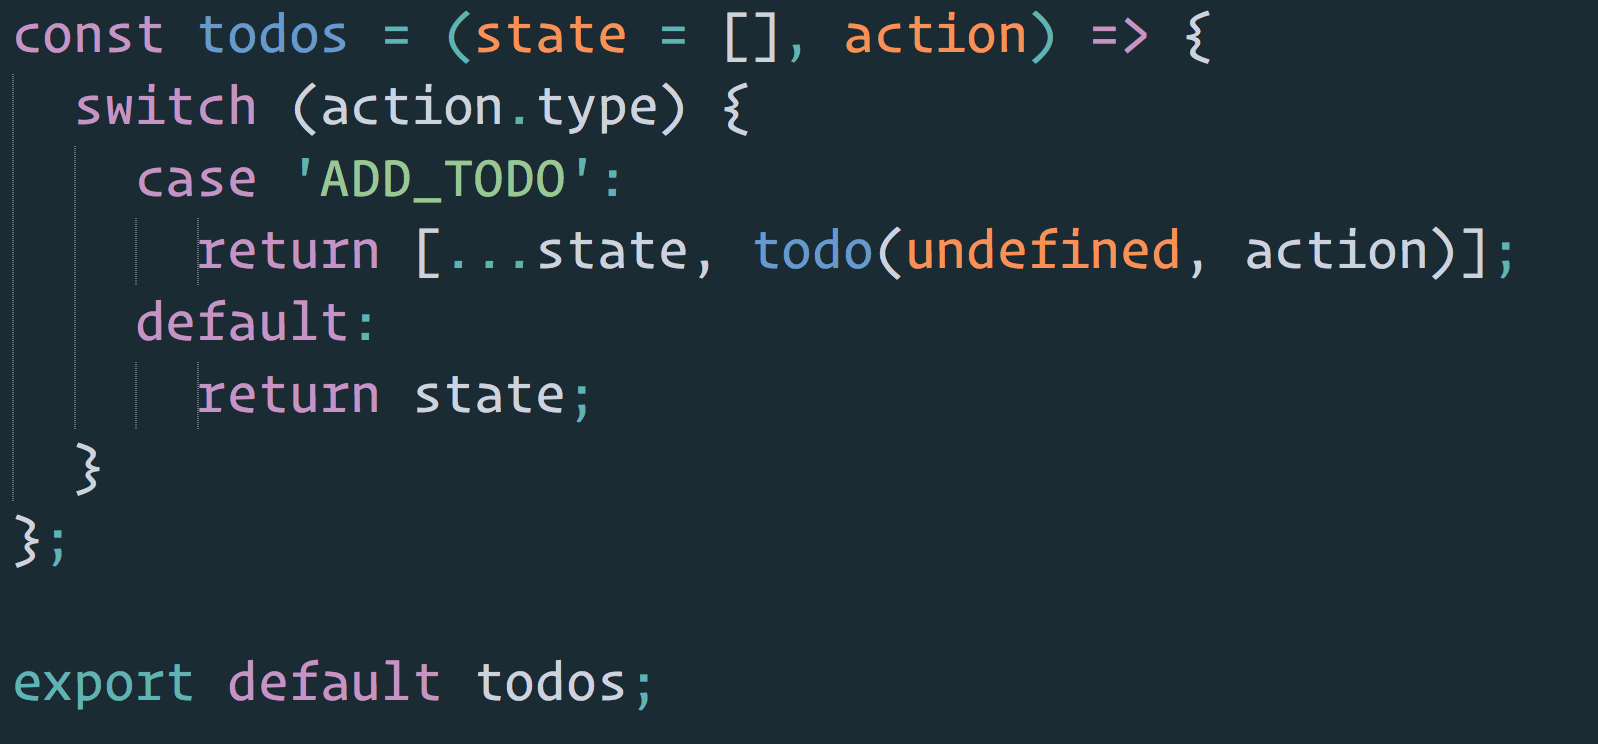 const todos = (state = [], action) => {
  switch (action.type) {
    case 'ADD_TODO':
      return [...state, todo(undefined, action)];
    default:
      return state;
  }
};

export default todos;